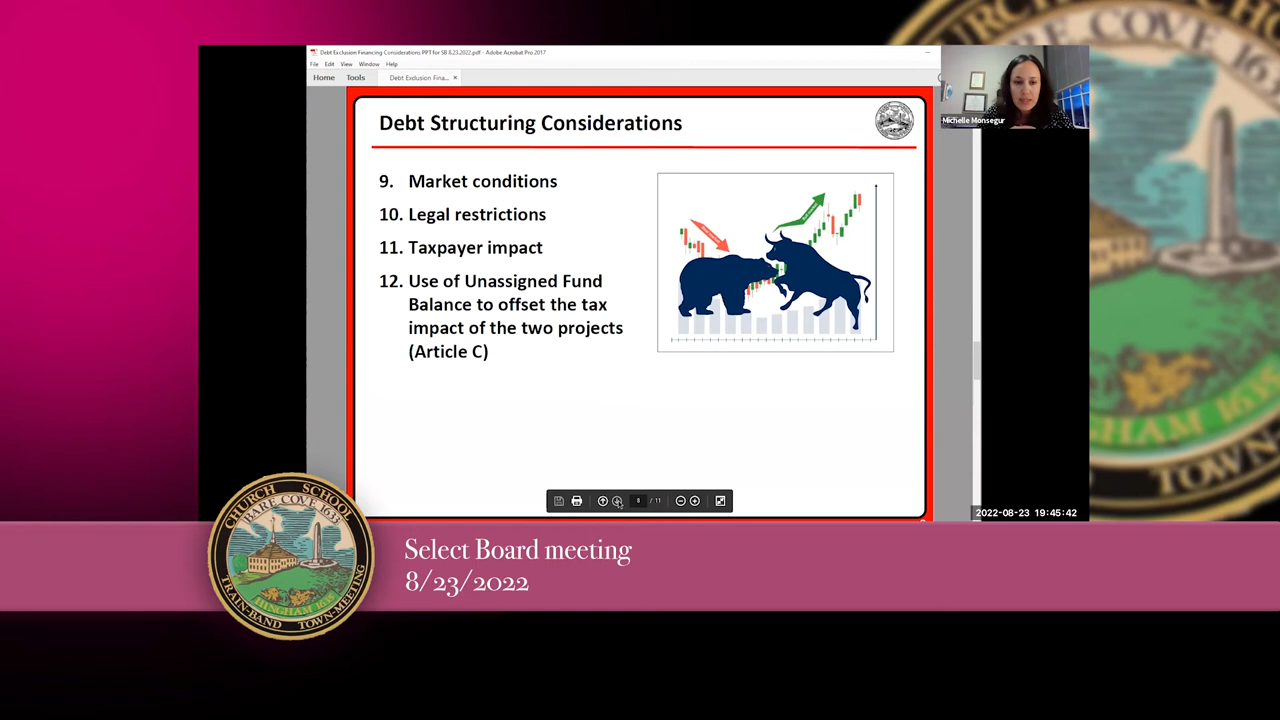 Debt Exclusion Financing Considerations PPT for SB 8.23.2022.pdf - Adobe Acrobat Pro 2017
File Edit View Window Help
Home Tools Debt Exclusion Fina... ×
Debt Structuring Considerations
9. Market conditions
10. Legal restrictions
11. Taxpayer impact
12. Use of Unassigned Fund
Balance to offset the tax
impact of the two projects
(Article C)
8 / 11
Michelle Monsegur
2022-08-23 19:45:42
CHURCH SCHOOL
BARE COVE 1633
HINGHAM 1635
TRAIN-BAND TOWN-MEETING
Select Board meeting
8/23/2022